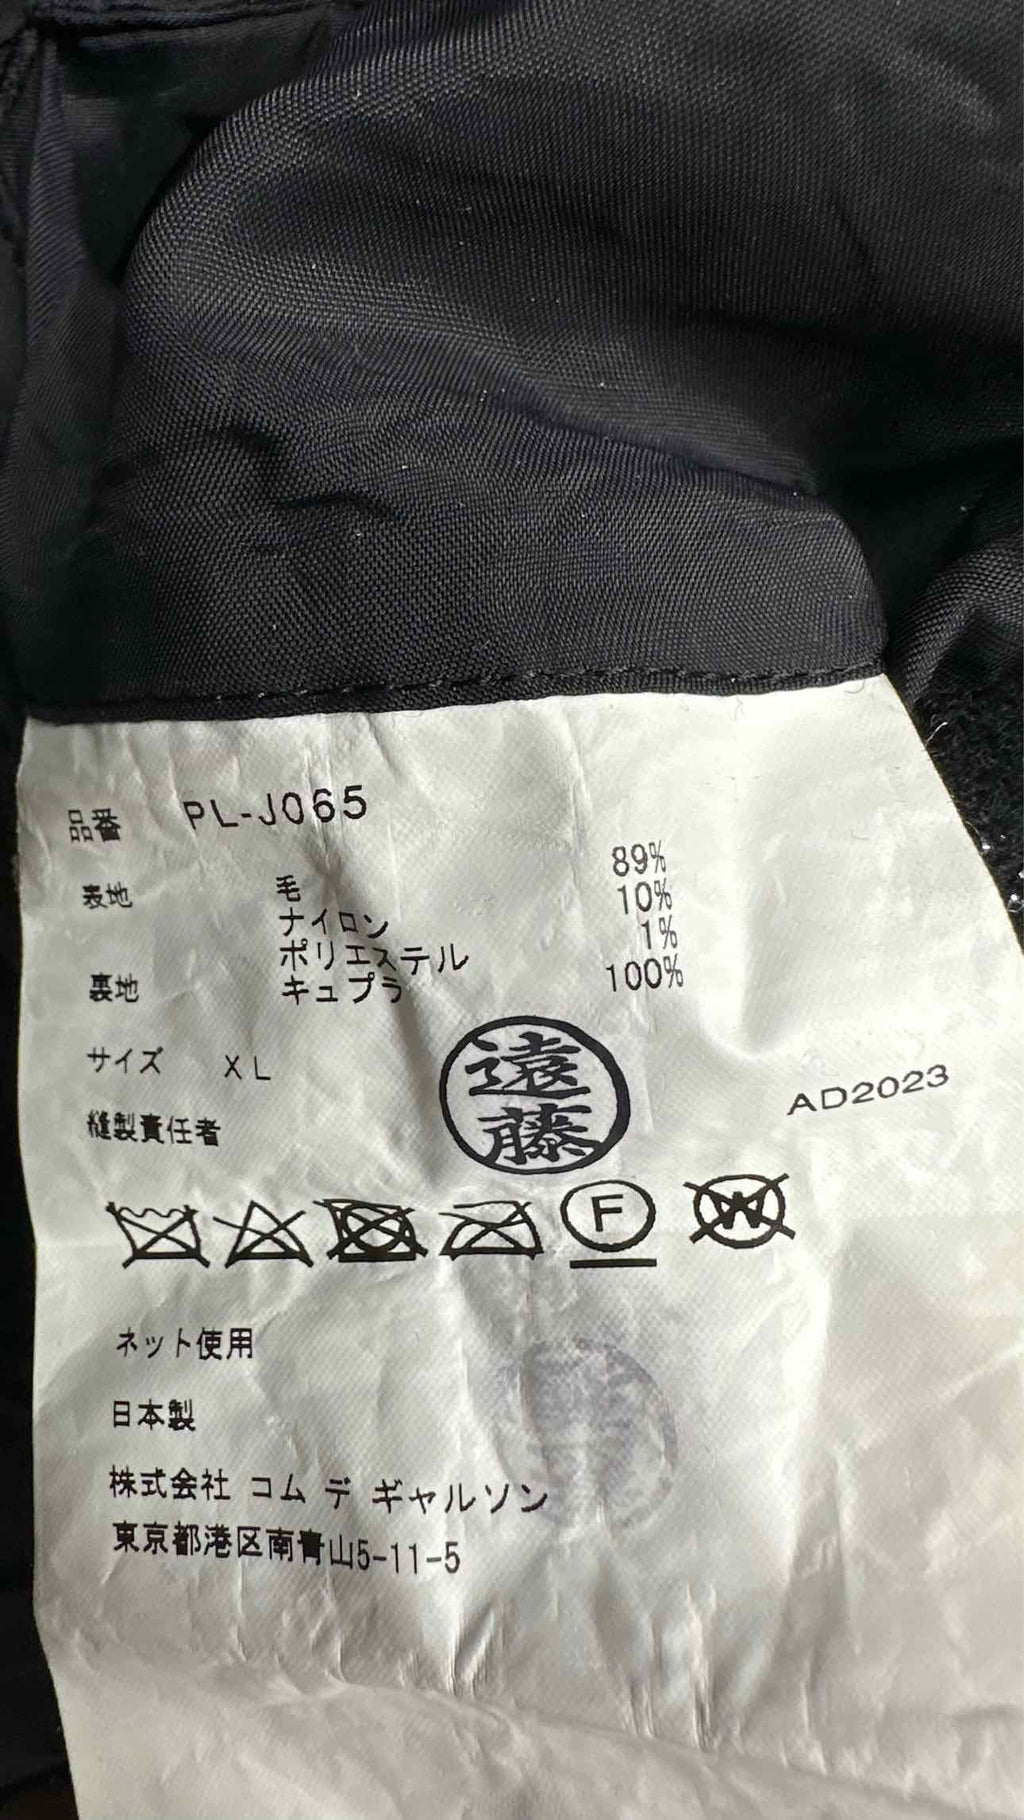 品番 PL-J065
表地 毛 89%
ナイロン 10%
ポリエステル 1%
裏地 キュプラ 100%
サイズ XL
縫製責任者 遠藤
AD2023
F
W
ネット使用
日本製
株式会社 コム デ ギャルソン
東京都港区南青山5-11-5